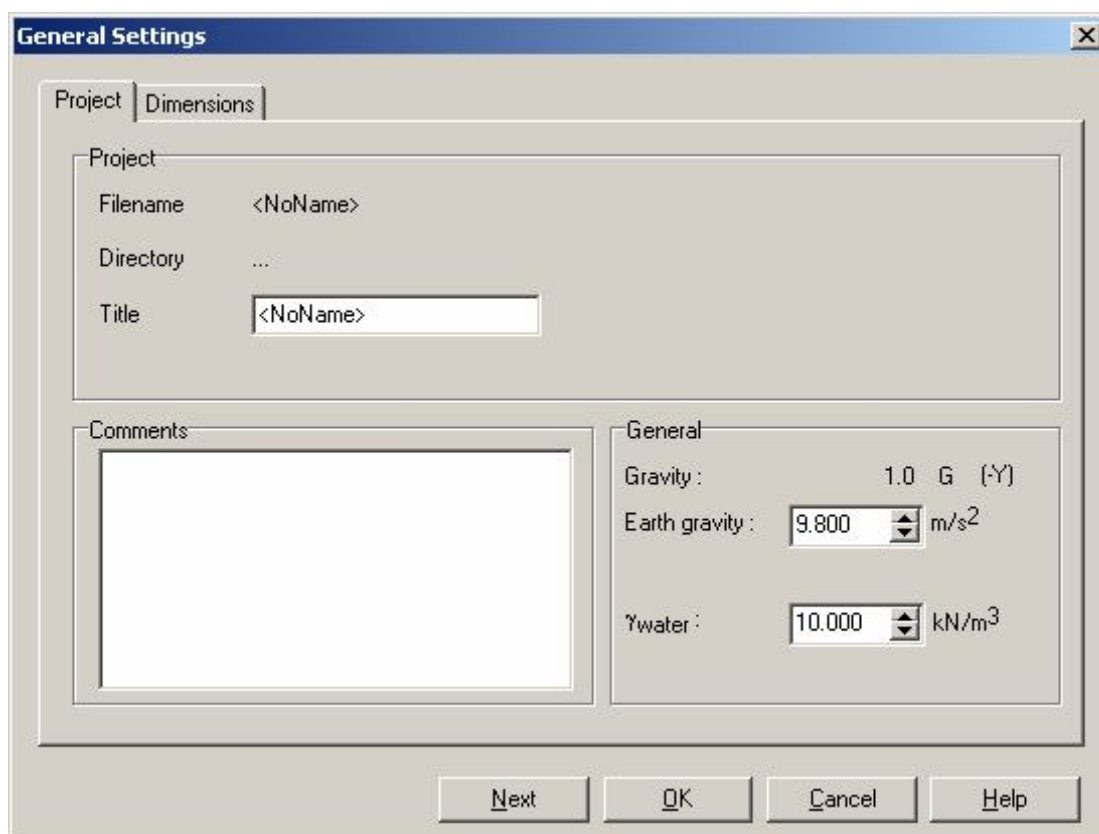 General Settings
Project Dimensions
Project
Filename <NoName>
Directory ...
Title <NoName>
Comments
General
Gravity : 1.0 G (-Y)
Earth gravity : 9.800 m/s²
γwater : 10.000 kN/m³
Next OK Cancel Help